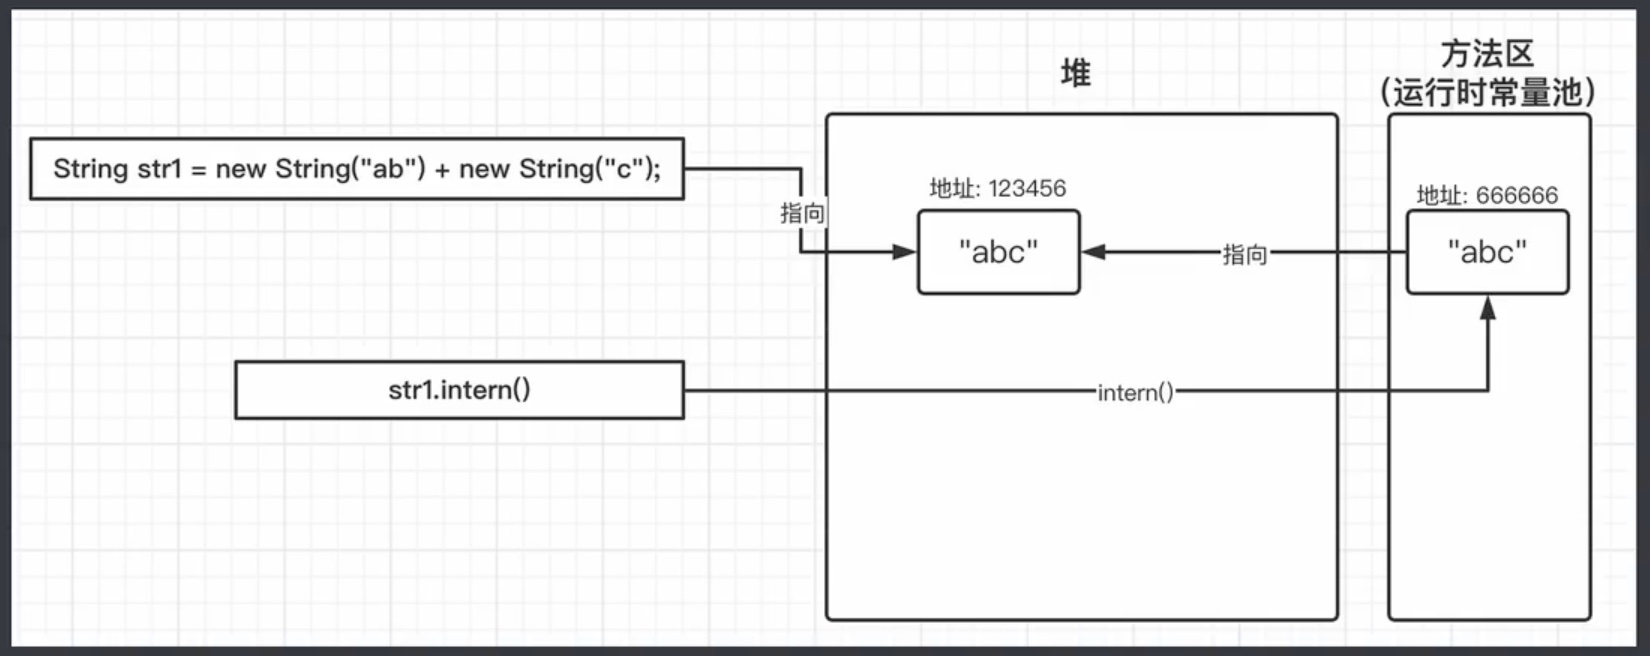 堆
方法区
（运行时常量池）
String str1 = new String("ab") + new String("c");
指向
地址: 123456
"abc"
指向
地址: 666666
"abc"
str1.intern()
intern()